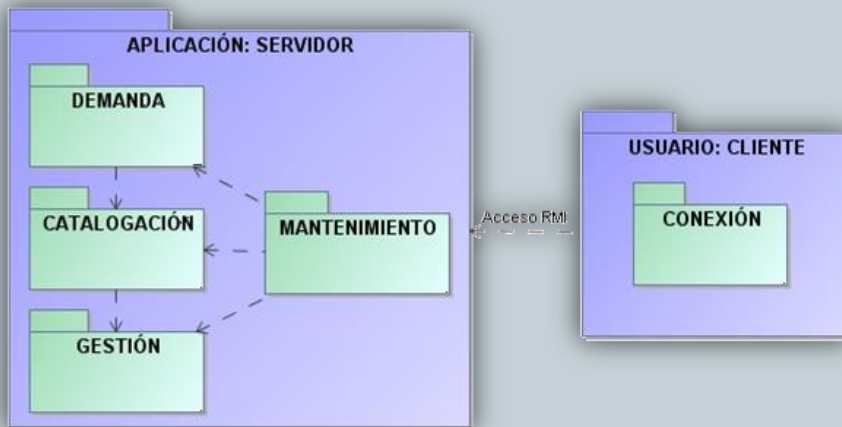 APLICACIÓN: SERVIDOR
DEMANDA
CATALOGACIÓN
MANTENIMIENTO
GESTIÓN
Acceso RMI
USUARIO: CLIENTE
CONEXIÓN